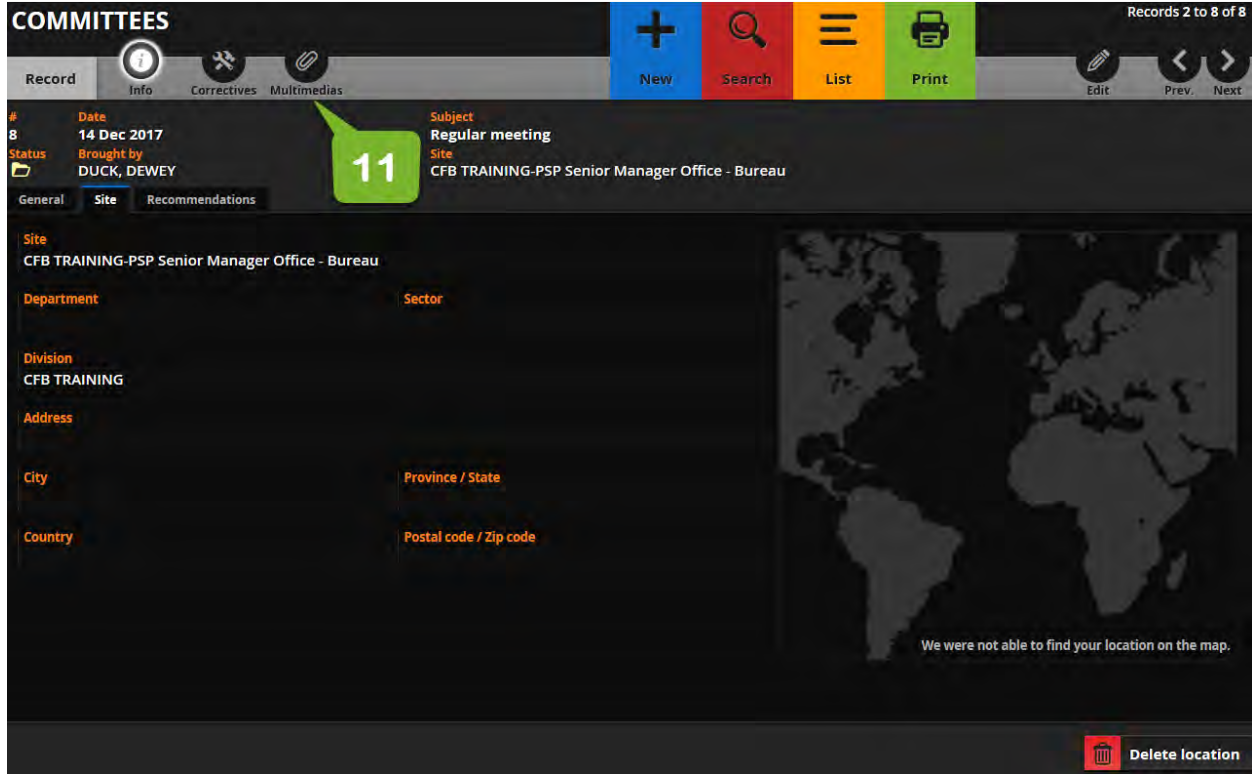 COMMITTEES
Records 2 to 8 of 8
Record
Info
Correctives
Multimedias
New
Search
List
Print
Edit
Prev.
Next
# Date Subject
8 14 Dec 2017 Regular meeting
Status Brought by Site
DUCK, DEWEY CFB TRAINING-PSP Senior Manager Office - Bureau
11
General Site Recommendations
Site
CFB TRAINING-PSP Senior Manager Office - Bureau
Department Sector
Division
CFB TRAINING
Address
City Province / State
Country Postal code / Zip code
We were not able to find your location on the map.
Delete location